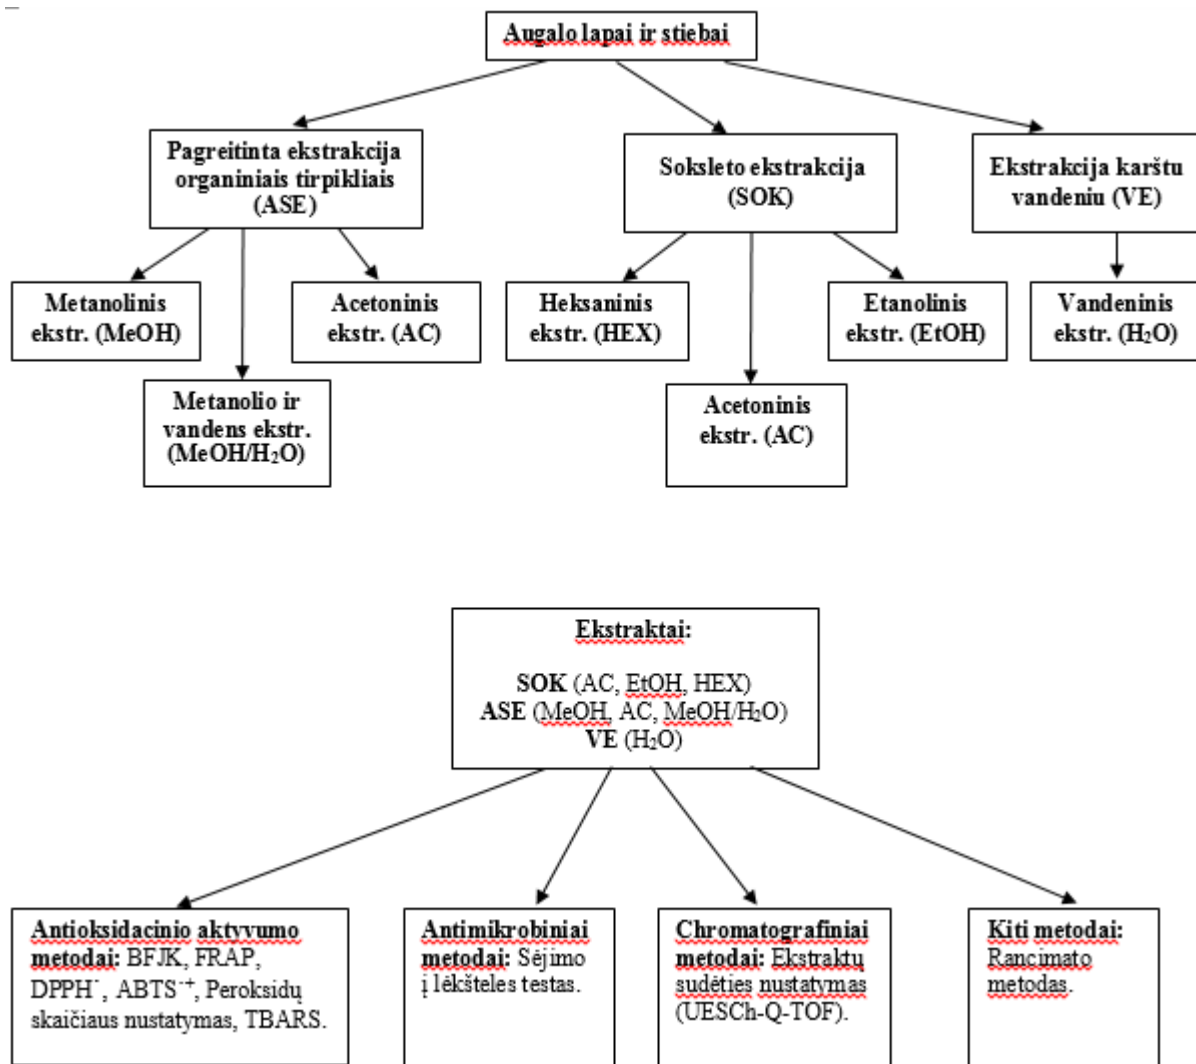 Augalo lapai ir stiebai
Pagreitinta ekstrakcija
organiniais tirpikliais
(ASE)
Soksleto ekstrakcija
(SOK)
Ekstrakcija karštu
vandeniu (VE)
Metanolinis
ekstr. (MeOH)
Acetoninis
ekstr. (AC)
Heksaninis
ekstr. (HEX)
Etanolinis
ekstr. (EtOH)
Vandeninis
ekstr. (H₂O)
Metanolio ir
vandens ekstr.
(MeOH/H₂O)
Acetoninis
ekstr. (AC)
Ekstraktai:
SOK (AC, EtOH, HEX)
ASE (MeOH, AC, MeOH/H₂O)
VE (H₂O)
Antioksidacinio aktyvumo
metodai: BFJK, FRAP,
DPPH˙, ABTS˙⁺, Peroksidų
skaičiaus nustatymas, TBARS.
Antimikrobiniai
metodai: Sėjimo
į lėkšteles testas.
Chromatografiniai
metodai: Ekstraktų
sudėties nustatymas
(UESCh-Q-TOF).
Kiti metodai:
Rancimato
metodas.